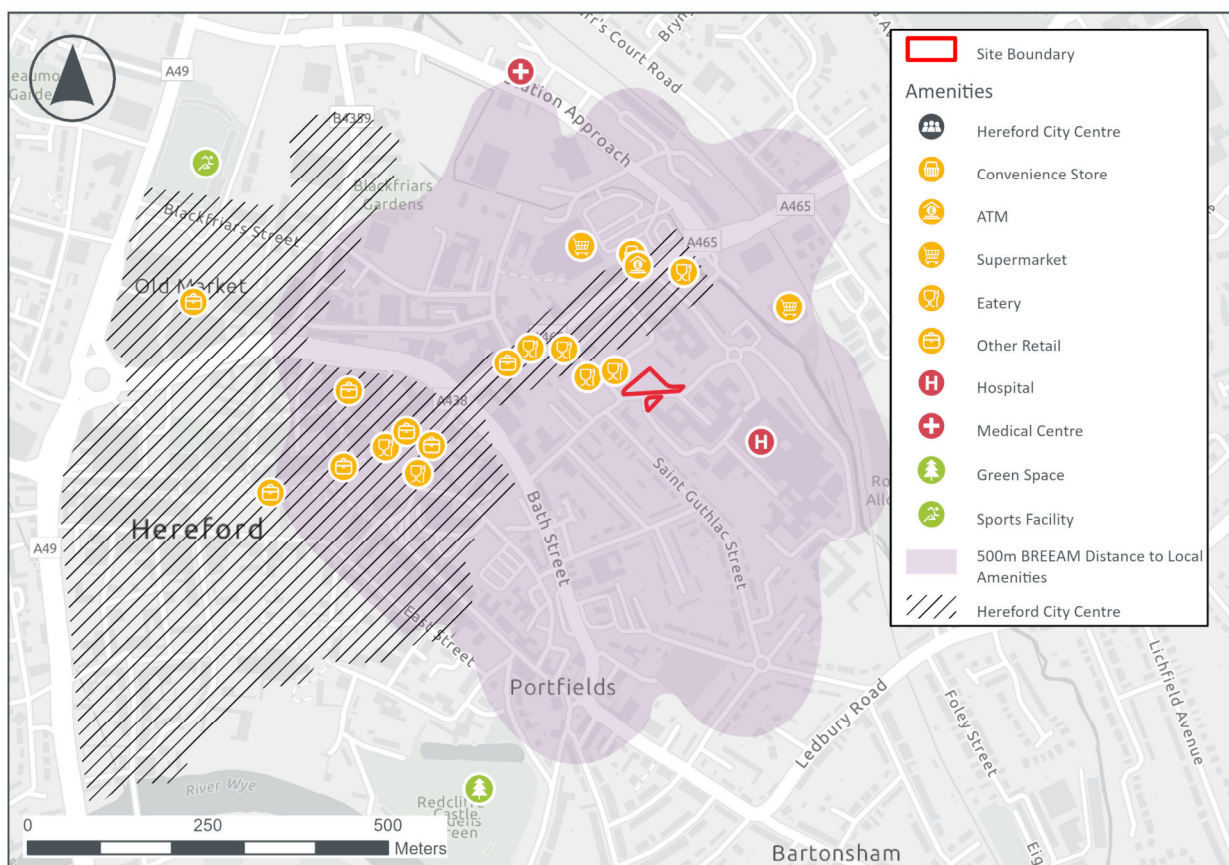 A49
B4359
Court Road
Approach
Blackfriars
Gardens
Blackfriars Street
A465
A465
Old Market
A438
Hereford
A49
Bath Street
Saint Guthlac Street
East Street
Portfields
Ledbury Road
Foley Street
Lichfield Avenue
River Wye
Bartonsham
0 250 500
Meters
Site Boundary
Amenities
Hereford City Centre
Convenience Store
ATM
Supermarket
Eatery
Other Retail
H
Hospital
Medical Centre
Green Space
Sports Facility
500m BREEAM Distance to Local
Amenities
Hereford City Centre
H